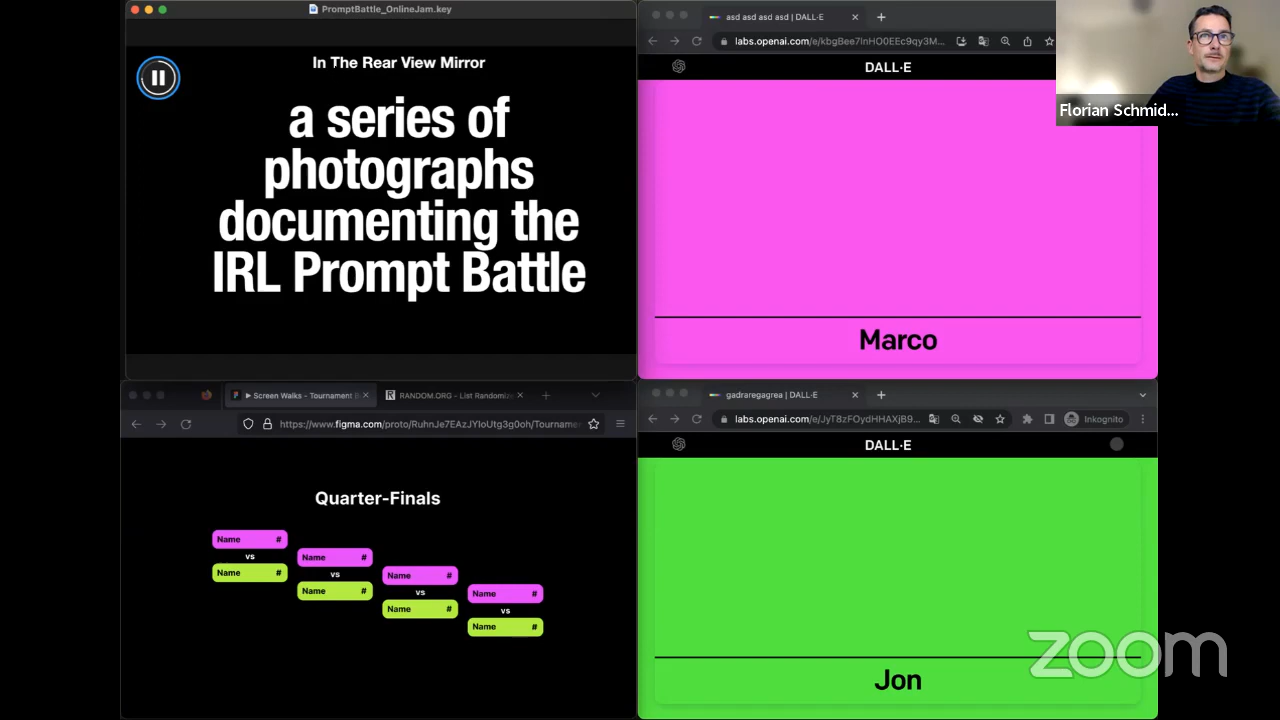 PromptBattle_OnlineJam.key
In The Rear View Mirror
a series of
photographs
documenting the
IRL Prompt Battle
asd asd asd asd | DALL·E
labs.openai.com/e/kbgBee7lnHO0EEc9qy3M...
DALL·E
Marco
Florian Schmid...
Screen Walks - Tournament
RANDOM.ORG - List Randomiz
https://www.figma.com/proto/RuhnJe7EAzJYIoUtg3g0oh/Tourname
Quarter-Finals
Name #
vs
Name #
Name #
vs
Name #
Name #
vs
Name #
Name #
vs
Name #
gadraregagrea | DALL·E
labs.openai.com/e/JyT8zFOydHHAXjB9...
Inkognito
DALL·E
Jon
zoom